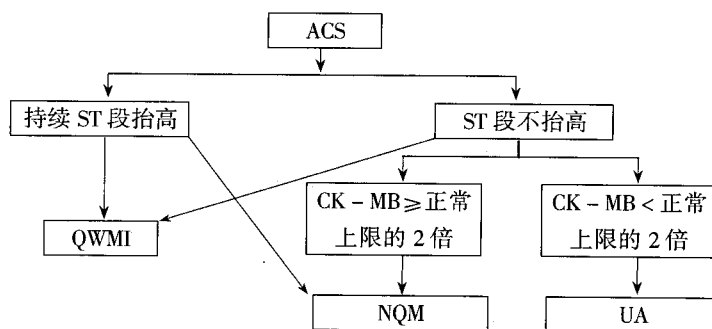 ACS
持续 ST 段抬高
ST 段不抬高
CK－MB≥正常
上限的 2 倍
CK－MB＜正常
上限的 2 倍
QWMI
NQM
UA